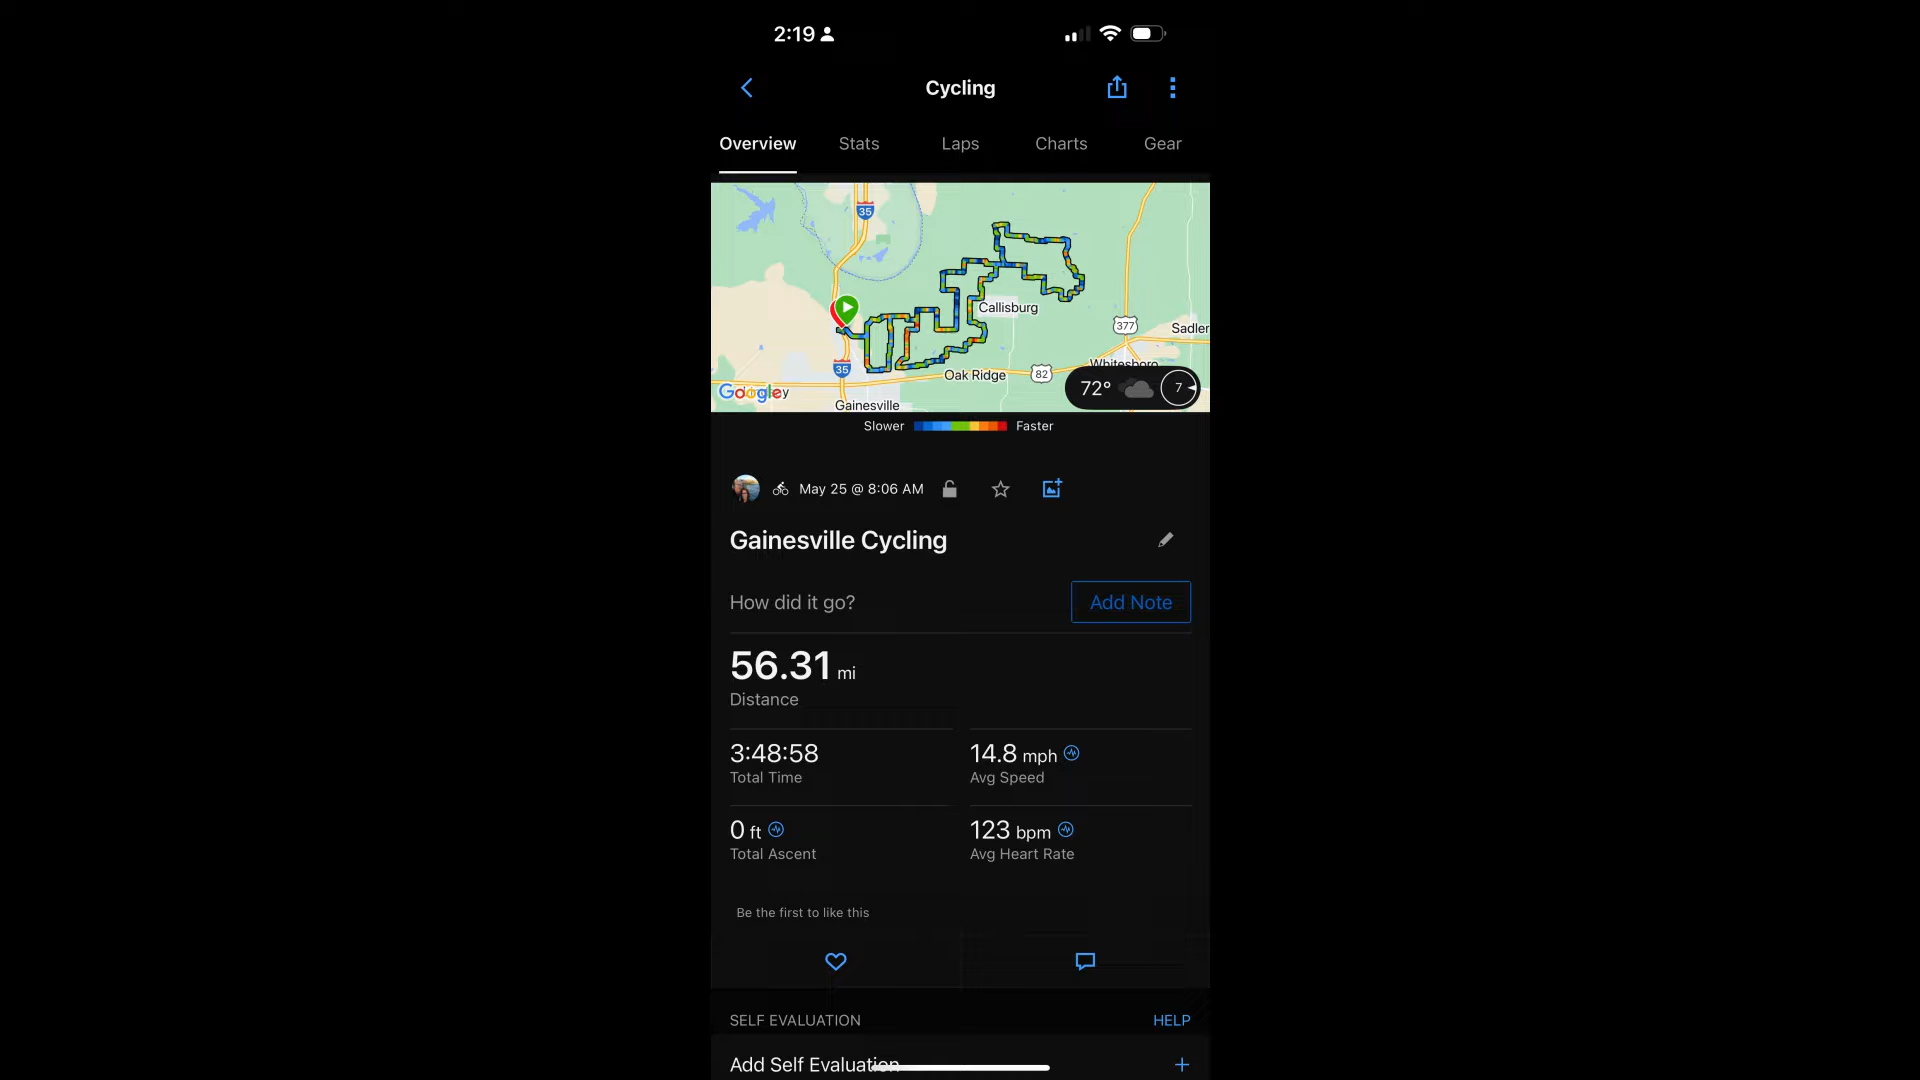 2:19
Cycling
Overview Stats Laps Charts Gear
35
Callisburg
377
Sadler
35
Whitesboro
Oak Ridge 82
72° 7
Google
Gainesville
Slower Faster
May 25 @ 8:06 AM
Gainesville Cycling
How did it go? Add Note
56.31 mi
Distance
3:48:58 14.8 mph
Total Time Avg Speed
0 ft 123 bpm
Total Ascent Avg Heart Rate
Be the first to like this
SELF EVALUATION HELP
Add Self Evaluation